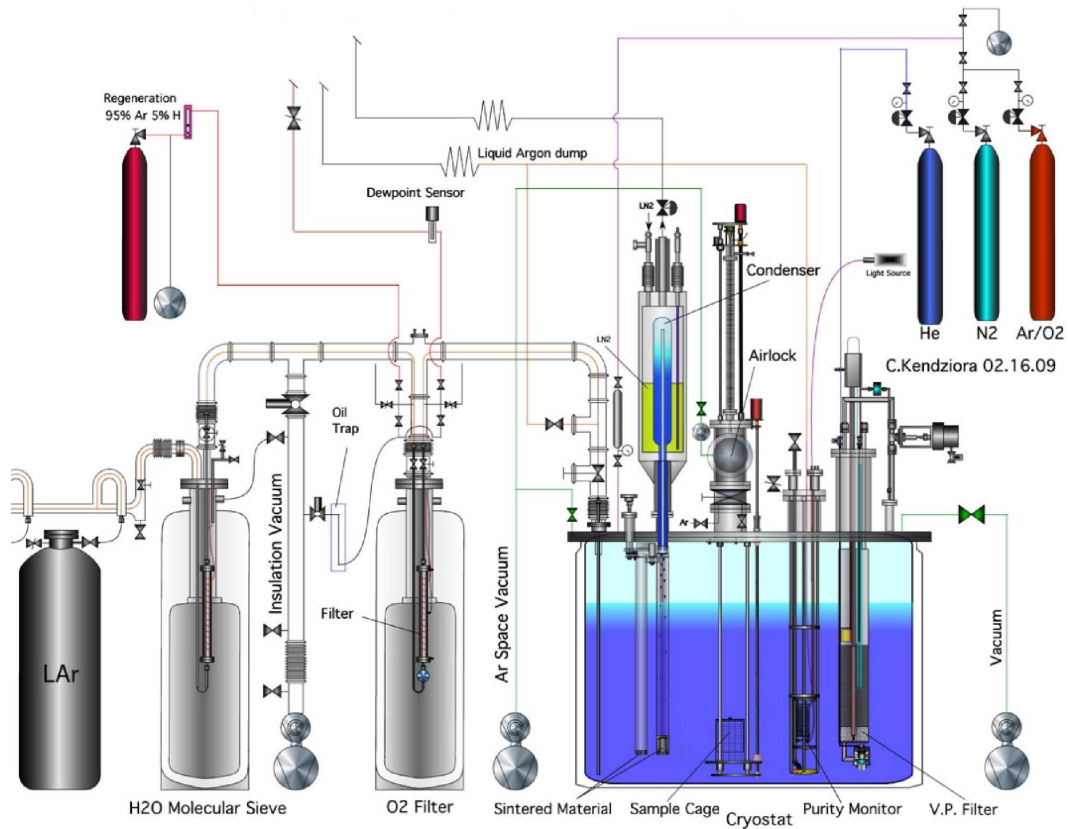 Regeneration
95% Ar 5% H
Liquid Argon dump
Dewpoint Sensor
LN2
Condenser
Light Source
He
N2
Ar/O2
C.Kendziora 02.16.09
LN2
Airlock
Oil
Trap
Insulation Vacuum
Ar
Filter
Ar Space Vacuum
Vacuum
LAr
H2O Molecular Sieve
O2 Filter
Sintered Material
Sample Cage
Cryostat
Purity Monitor
V.P. Filter